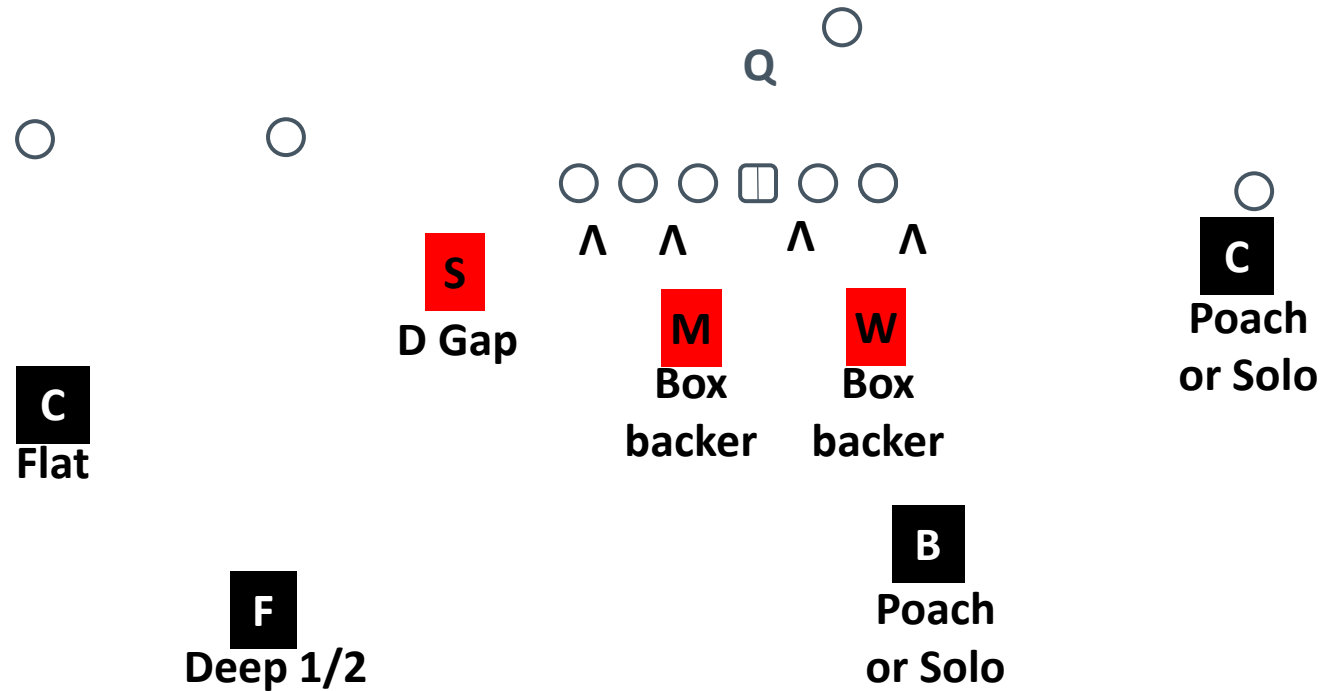 Q
Λ Λ Λ Λ
S
D Gap
C
Poach
or Solo
M
Box
backer
W
Box
backer
C
Flat
B
Poach
or Solo
F
Deep 1/2